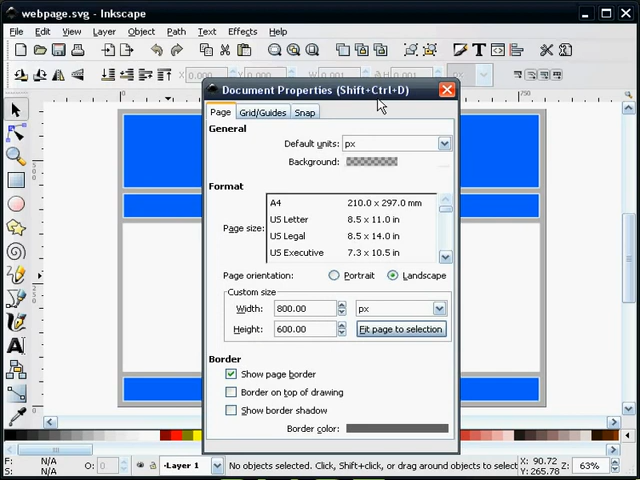 webpage.svg - Inkscape
File Edit View Layer Object Path Text Effects Help
X: 0.000
Document Properties (Shift+Ctrl+D)
px
Page Grid/Guides Snap
General
Default units: px
Background:
Format
A4 210.0 x 297.0 mm
US Letter 8.5 x 11.0 in
Page size:
US Legal 8.5 x 14.0 in
US Executive 7.3 x 10.5 in
Page orientation: Portrait Landscape
Custom size
Width: 800.00 px
Height: 600.00 Fit page to selection
Border
Show page border
Border on top of drawing
Show border shadow
Border color:
F: N/A
S: N/A
O: 0
Layer 1
No objects selected. Click, Shift+click, or drag around objects to select
X: 90.72
Y: 265.78
Z: 63%